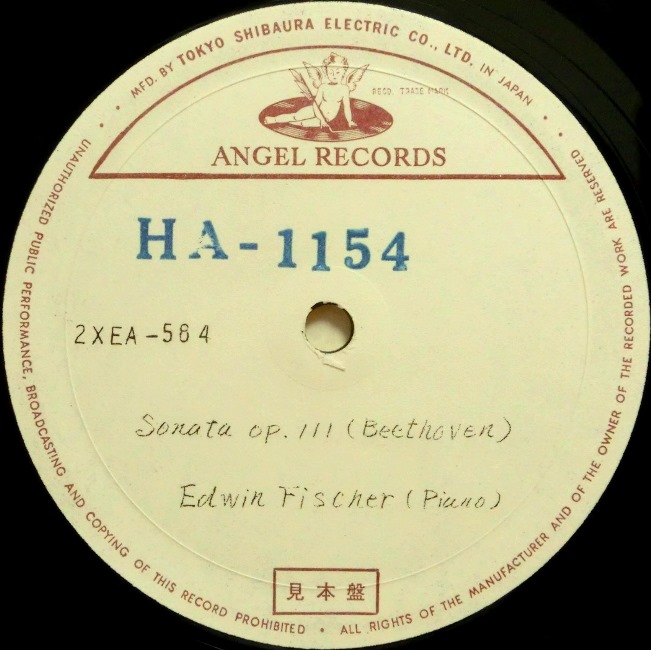 MFD. BY TOKYO SHIBAURA ELECTRIC CO., LTD. IN JAPAN
REGD. TRADE MARK
ANGEL RECORDS
HA-1154
2XEA-584
Sonata op. 111 (Beethoven)
Edwin Fischer (Piano)
見本盤
UNAUTHORIZED PUBLIC PERFORMANCE, BROADCASTING AND COPYING OF THIS RECORD PROHIBITED • ALL RIGHTS OF THE MANUFACTURER AND OF THE OWNER OF THE RECORDED WORK ARE RESERVED